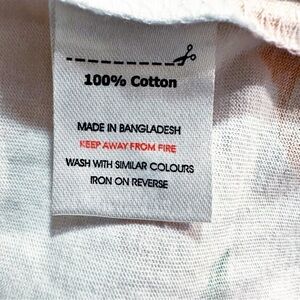 100% Cotton
MADE IN BANGLADESH
KEEP AWAY FROM FIRE
WASH WITH SIMILAR COLOURS
IRON ON REVERSE